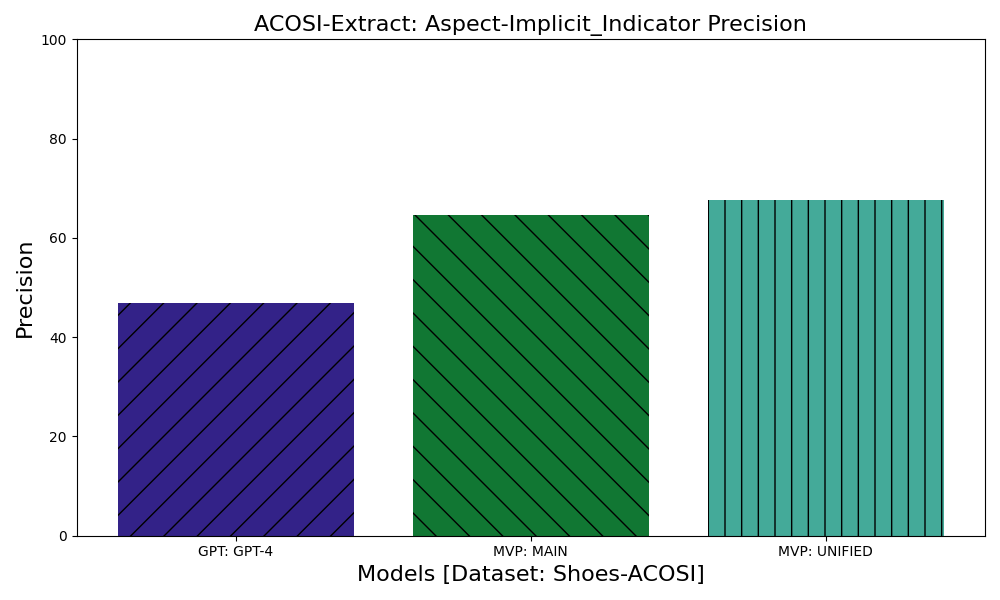 ACOSI-Extract: Aspect-Implicit_Indicator Precision
100
80
60
40
20
0
Precision
GPT: GPT-4
MVP: MAIN
MVP: UNIFIED
Models [Dataset: Shoes-ACOSI]